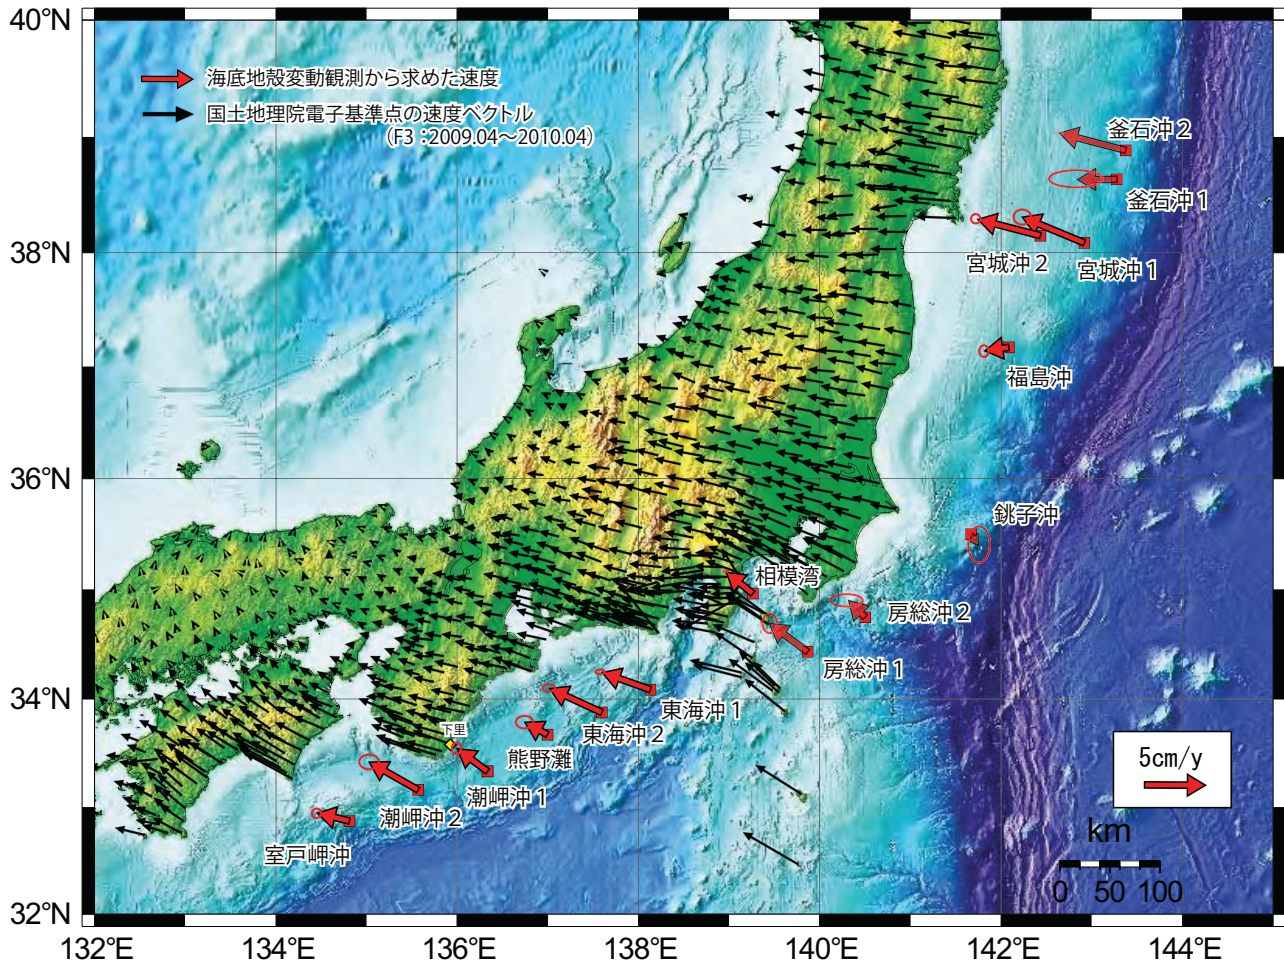 40°N
海底地殻変動観測から求めた速度
国土地理院電子基準点の速度ベクトル
（F3：2009.04～2010.04）
釜石沖２
釜石沖１
38°N
宮城沖２
宮城沖１
福島沖
36°N
銚子沖
相模湾
房総沖２
房総沖１
34°N
東海沖１
東海沖２
下里
熊野灘
潮岬沖１
潮岬沖２
室戸岬沖
5cm/y
km
0 50 100
32°N
132°E 134°E 136°E 138°E 140°E 142°E 144°E